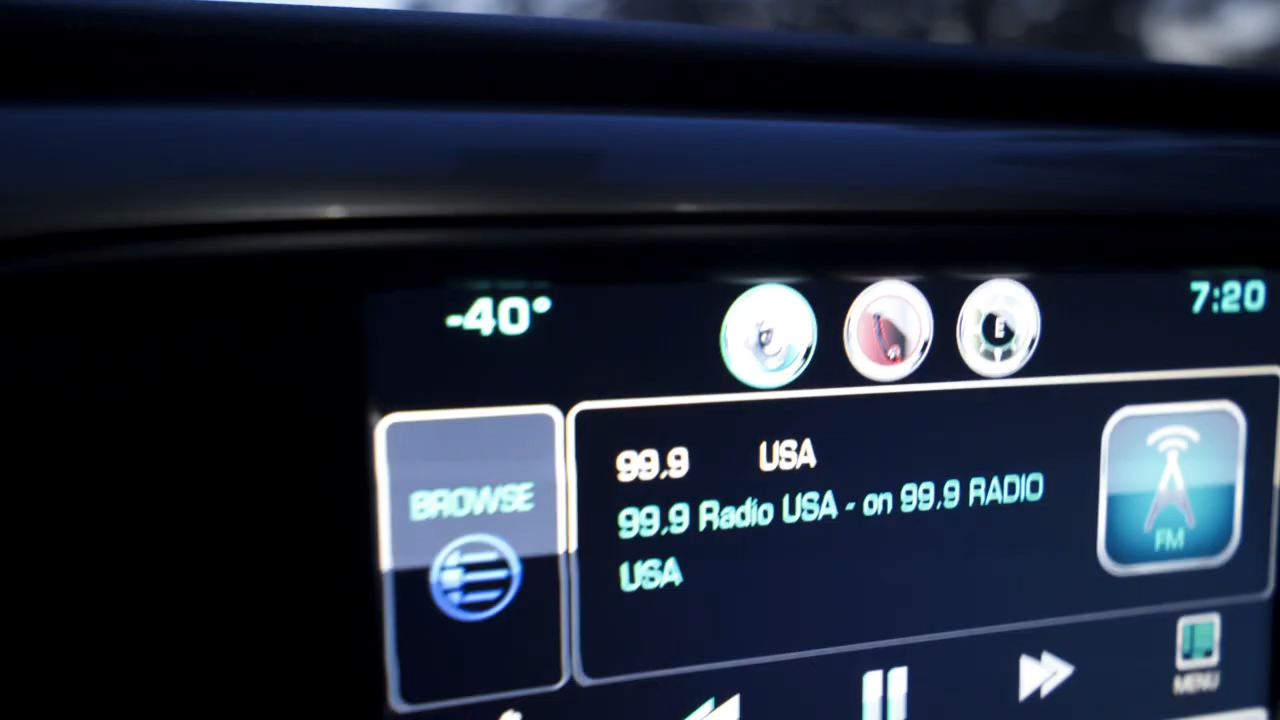 -40°
7:20
E
99.9 USA
BROWSE
99.9 Radio USA - on 99.9 RADIO
USA
FM
MENU